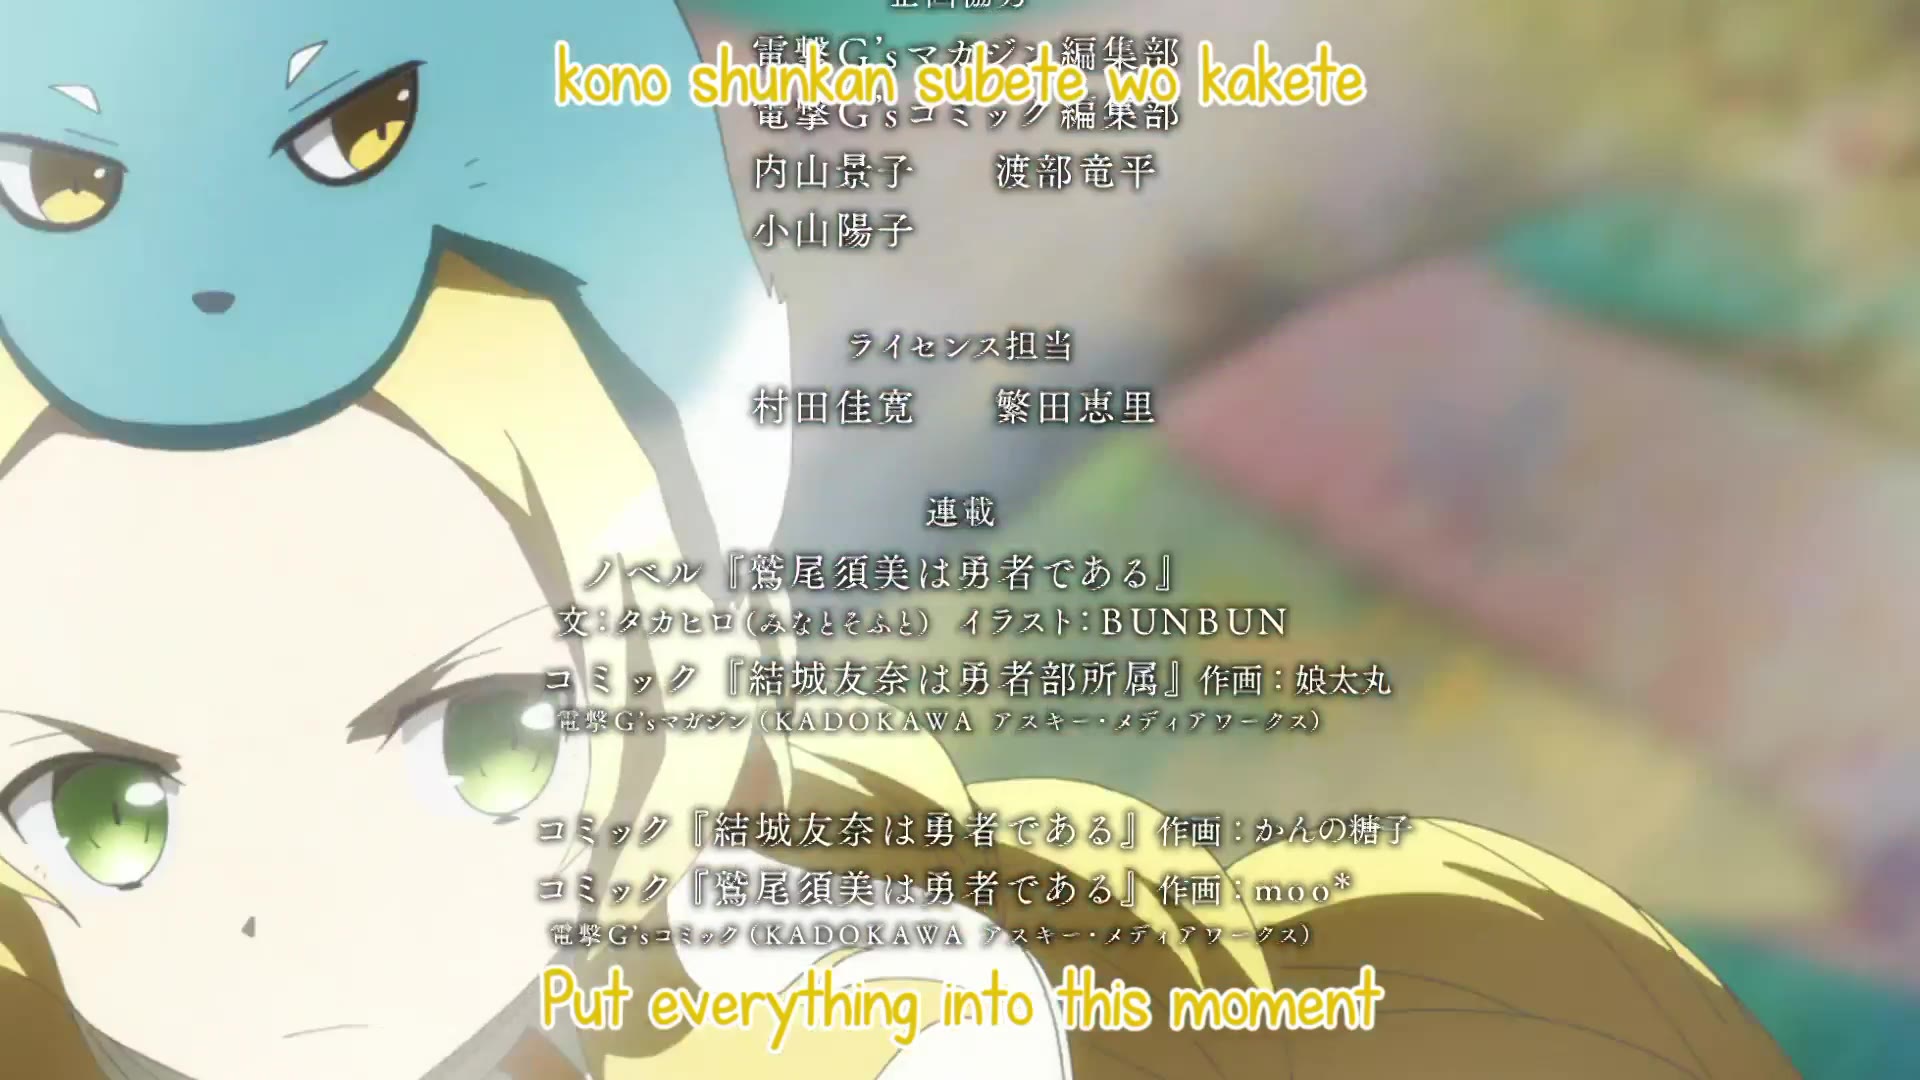 企画協力
電撃G'sマガジン編集部
kono shunkan subete wo kakete
電撃G'sコミック編集部
内山景子 渡部竜平
小山陽子
ライセンス担当
村田佳寛 繁田恵里
連載
ノベル『鷲尾須美は勇者である』
文:タカヒロ(みなとそふと) イラスト:BUNBUN
コミック『結城友奈は勇者部所属』作画:娘太丸
電撃G'sマガジン(KADOKAWA アスキー・メディアワークス)
コミック『結城友奈は勇者である』作画:かんの糖子
コミック『鷲尾須美は勇者である』作画:moo*
電撃G'sコミック(KADOKAWA アスキー・メディアワークス)
Put everything into this moment